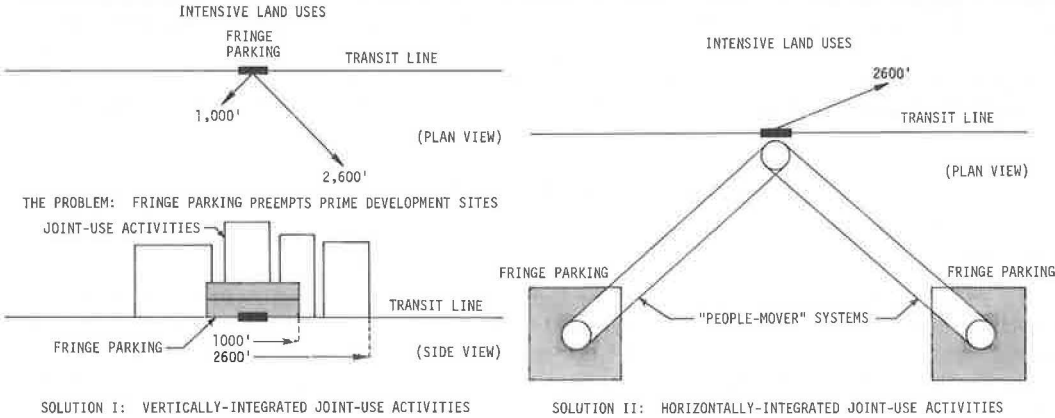 INTENSIVE LAND USES
FRINGE
PARKING
TRANSIT LINE
1,000'
(PLAN VIEW)
2,600'
THE PROBLEM: FRINGE PARKING PREEMPTS PRIME DEVELOPMENT SITES
JOINT-USE ACTIVITIES
TRANSIT LINE
FRINGE PARKING
1000'
2600'
(SIDE VIEW)
SOLUTION I: VERTICALLY-INTEGRATED JOINT-USE ACTIVITIES
INTENSIVE LAND USES
2600'
TRANSIT LINE
(PLAN VIEW)
FRINGE PARKING
FRINGE PARKING
"PEOPLE-MOVER" SYSTEMS
SOLUTION II: HORIZONTALLY-INTEGRATED JOINT-USE ACTIVITIES